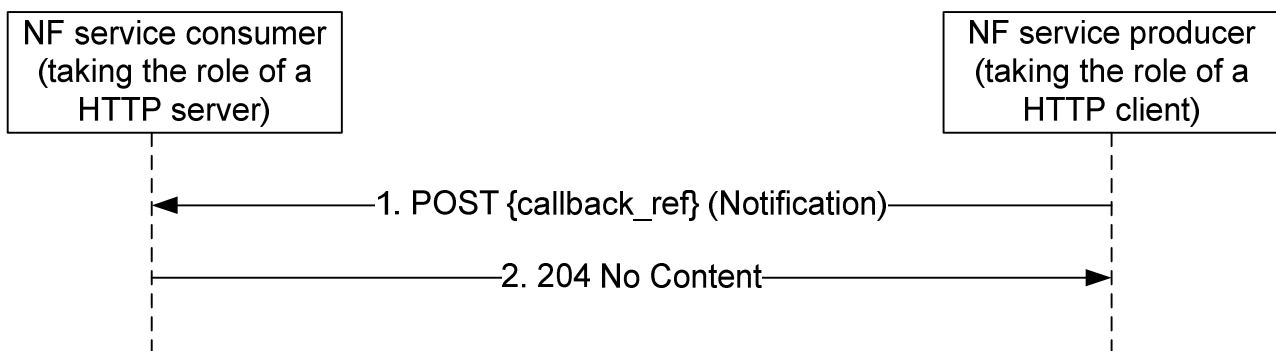 NF service consumer
(taking the role of a
HTTP server)
NF service producer
(taking the role of a
HTTP client)
1. POST {callback_ref} (Notification)
2. 204 No Content